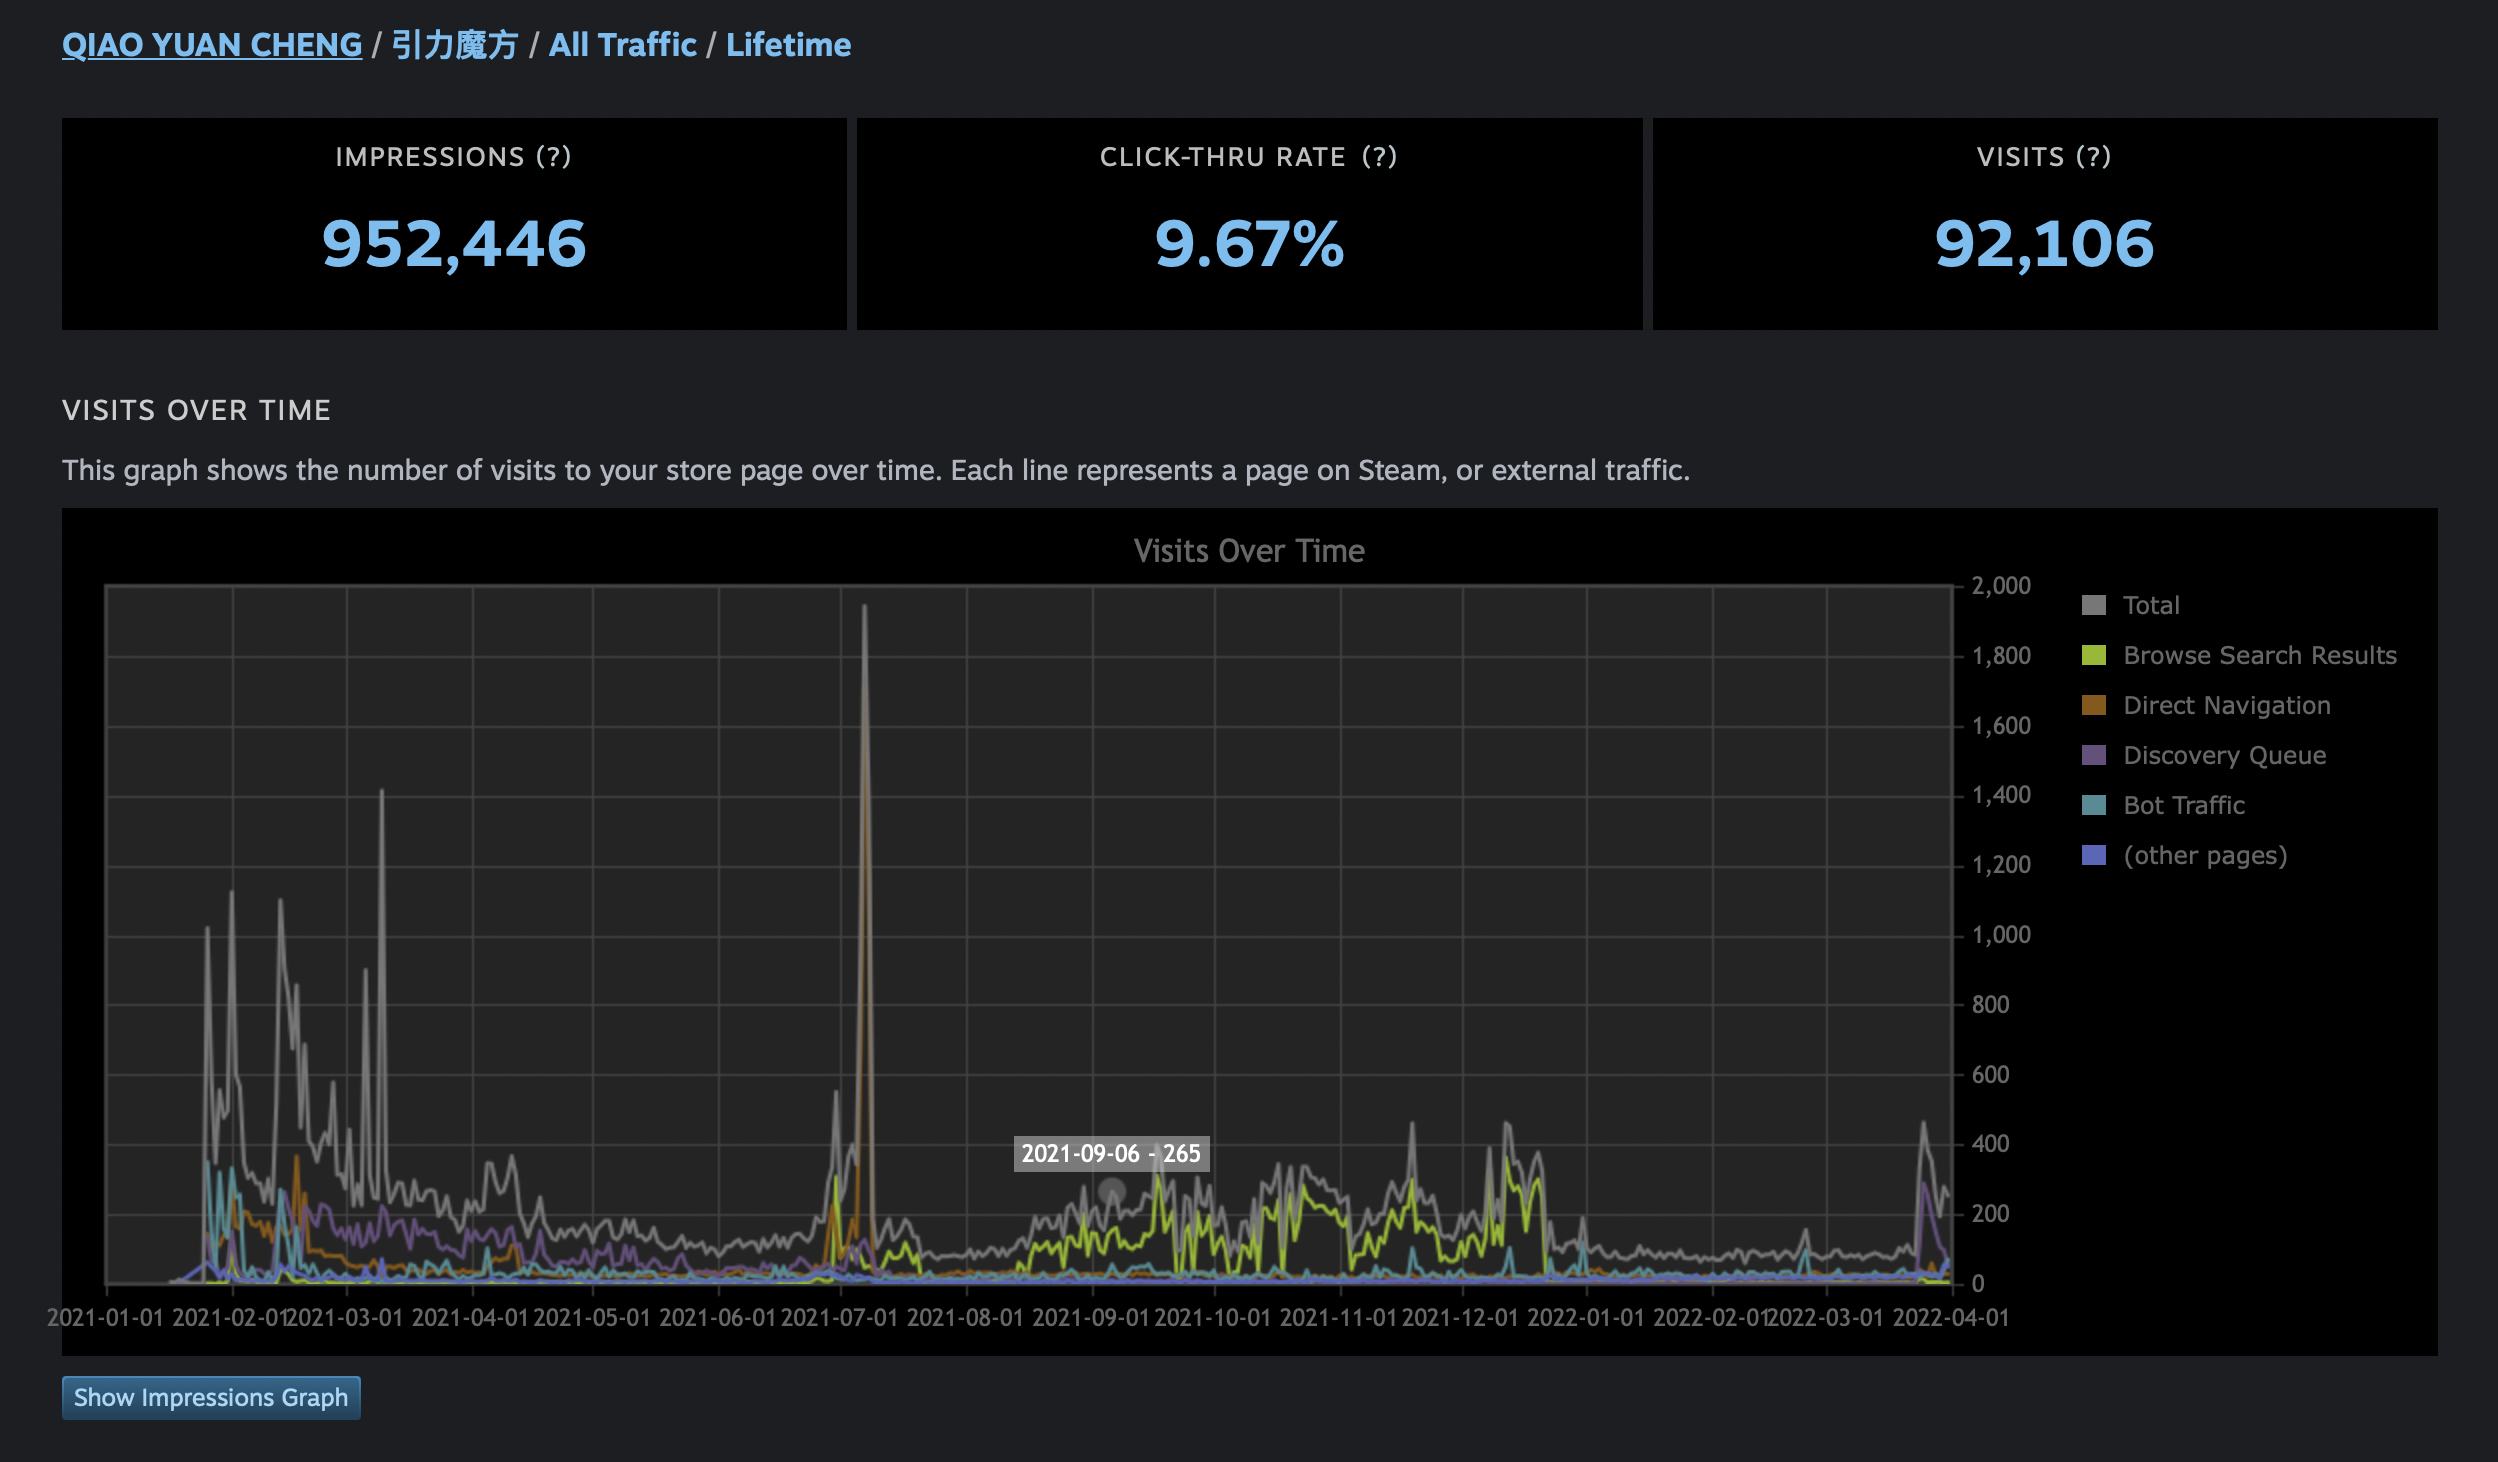 QIAO YUAN CHENG / 引力魔方 / All Traffic / Lifetime
IMPRESSIONS (?)
952,446
CLICK-THRU RATE (?)
9.67%
VISITS (?)
92,106
VISITS OVER TIME
This graph shows the number of visits to your store page over time. Each line represents a page on Steam, or external traffic.
Visits Over Time
2,000
1,800
1,600
1,400
1,200
1,000
800
600
400
200
0
Total
Browse Search Results
Direct Navigation
Discovery Queue
Bot Traffic
(other pages)
2021-09-06 - 265
2021-01-01 2021-02-01 2021-03-01 2021-04-01 2021-05-01 2021-06-01 2021-07-01 2021-08-01 2021-09-01 2021-10-01 2021-11-01 2021-12-01 2022-01-01 2022-02-01 2022-03-01 2022-04-01
Show Impressions Graph